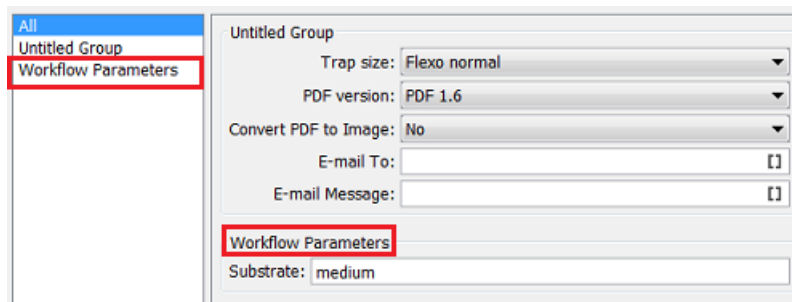 All
Untitled Group
Workflow Parameters
Untitled Group
Trap size: Flexo normal
PDF version: PDF 1.6
Convert PDF to Image: No
E-mail To: []
E-mail Message: []
Workflow Parameters
Substrate: medium